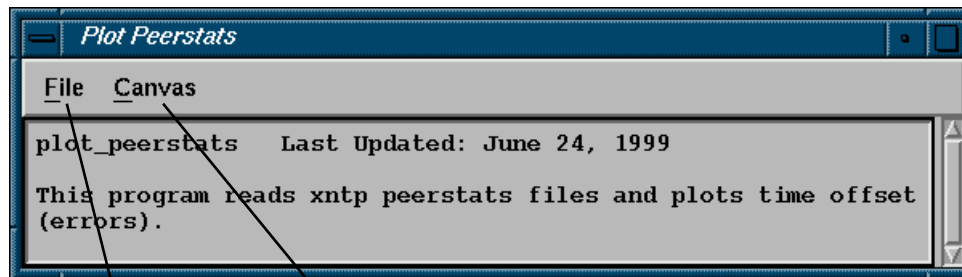 Plot Peerstats
File Canvas
plot_peerstats Last Updated: June 24, 1999
This program reads xntp peerstats files and plots time offset
(errors).